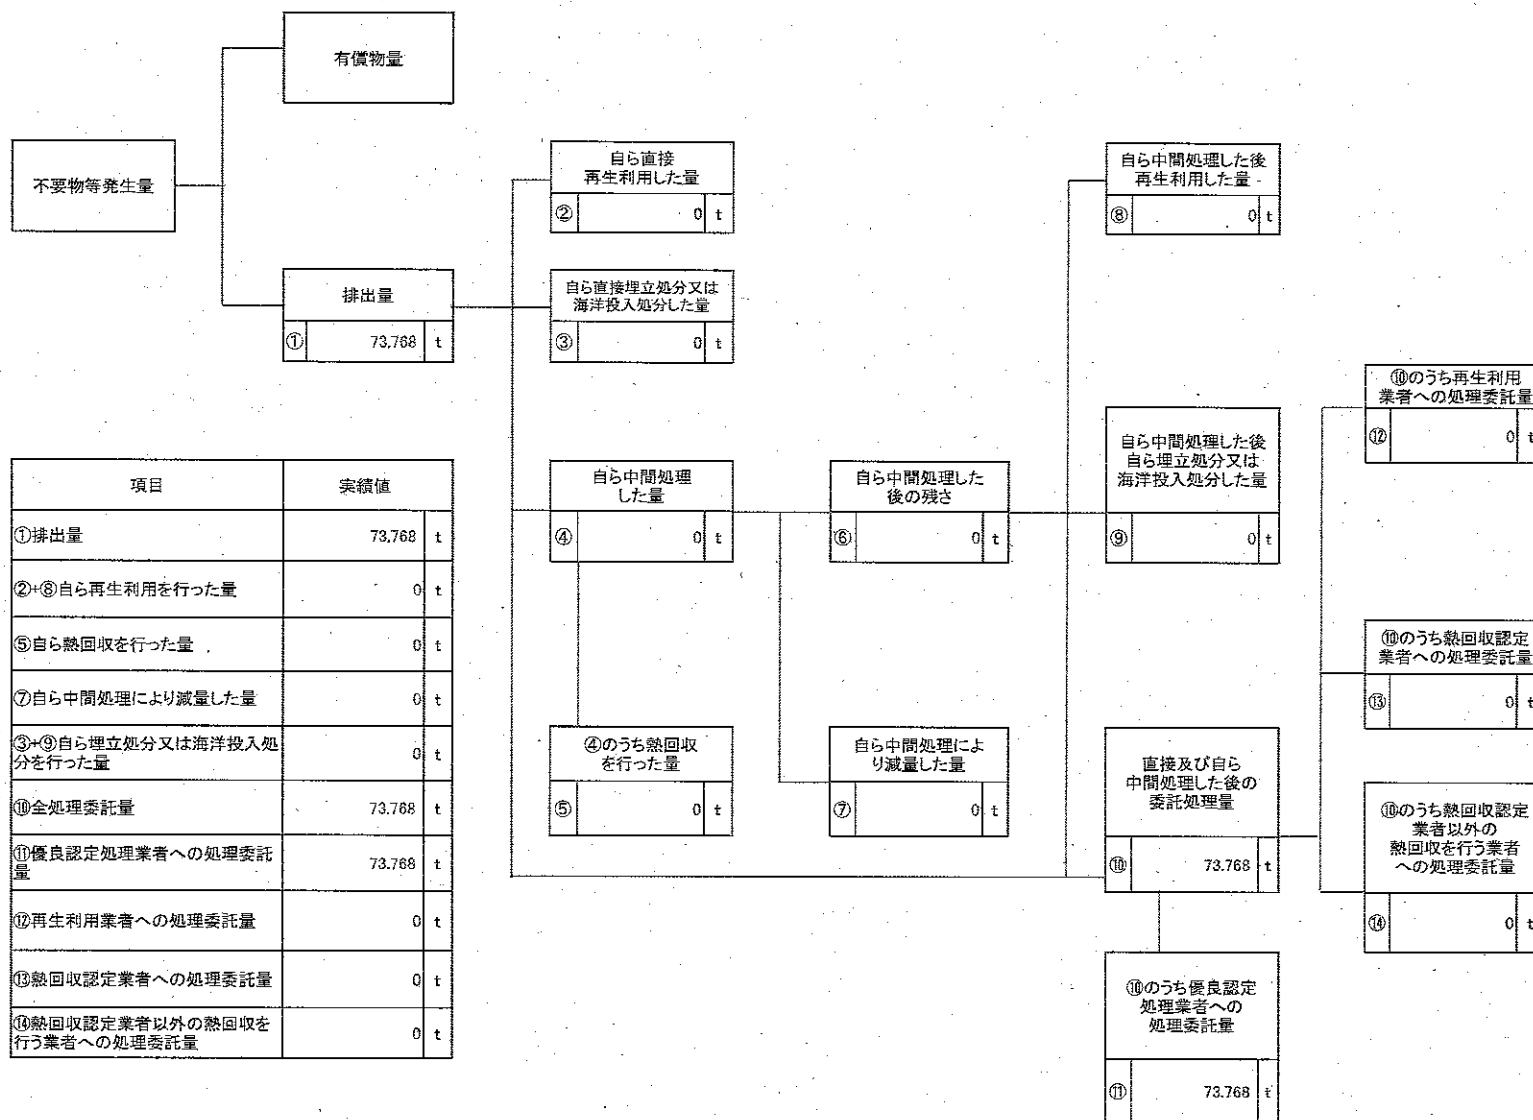 有償物量
不要物等発生量
排出量
① 73.768 t
自ら直接
再生利用した量
② 0 t
自ら直接埋立処分又は
海洋投入処分した量
③ 0 t
自ら中間処理
した量
④ 0 t
④のうち熱回収
を行った量
⑤ 0 t
自ら中間処理した
後の残さ
⑥ 0 t
自ら中間処理によ
り減量した量
⑦ 0 t
自ら中間処理した後
再生利用した量
⑧ 0 t
自ら中間処理した後
自ら埋立処分又は
海洋投入処分した量
⑨ 0 t
直接及び自ら
中間処理した後の
委託処理量
⑩ 73.768 t
⑩のうち優良認定
処理業者への
処理委託量
⑪ 73.768 t
⑩のうち再生利用
業者への処理委託量
⑫ 0 t
⑩のうち熱回収認定
業者への処理委託量
⑬ 0 t
⑩のうち熱回収認定
業者以外の
熱回収を行う業者
への処理委託量
⑭ 0 t
項目 実績値
①排出量 73.768 t
②+⑧自ら再生利用を行った量 0 t
⑤自ら熱回収を行った量 0 t
⑦自ら中間処理により減量した量 0 t
③+⑨自ら埋立処分又は海洋投入処
分を行った量 0 t
⑩全処理委託量 73.768 t
⑪優良認定処理業者への処理委託
量 73.768 t
⑫再生利用業者への処理委託量 0 t
⑬熱回収認定業者への処理委託量 0 t
⑭熱回収認定業者以外の熱回収を
行う業者への処理委託量 0 t